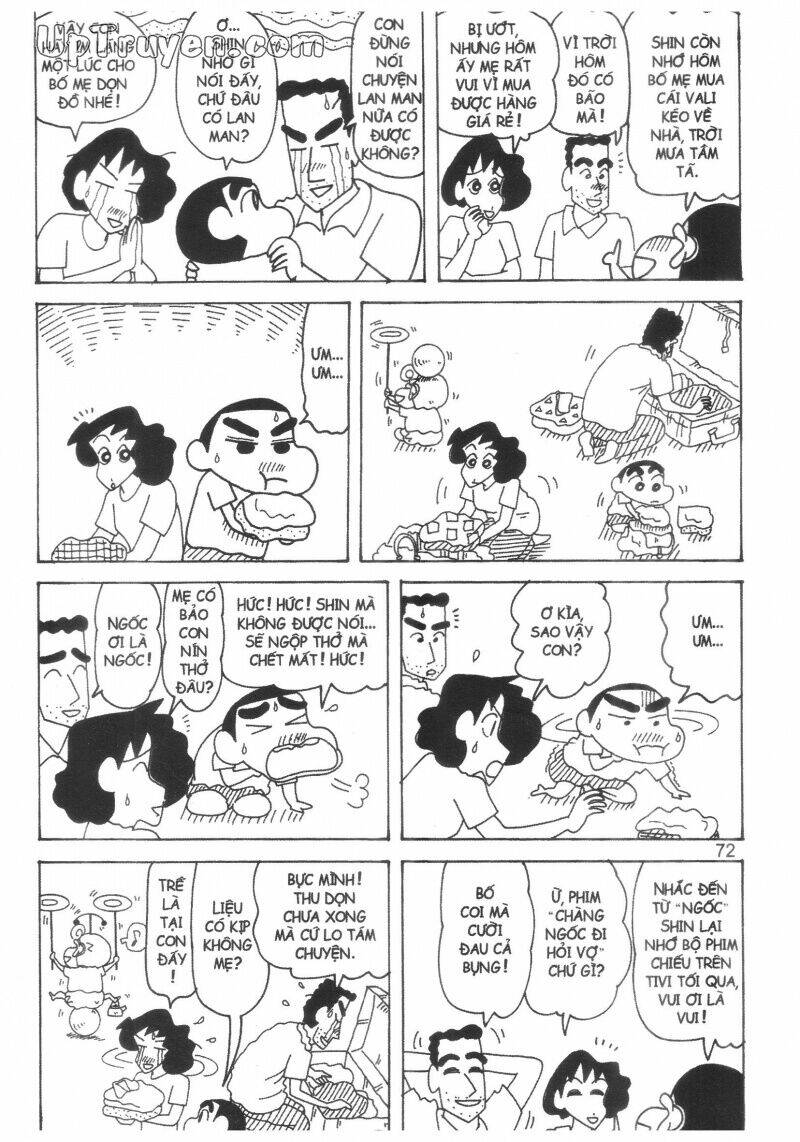 SHIN CÒN
NHỚ HÔM
BỐ MẸ MUA
CÁI VALI
KÉO VỀ
NHÀ, TRỜI
MƯA TẦM
TÃ.
VÌ TRỜI
HÔM
ĐÓ CÓ
BÃO
MÀ!
BỊ ƯỚT,
NHƯNG HÔM
ẤY MẸ RẤT
VUI VÌ MUA
ĐƯỢC HÀNG
GIÁ RẺ!
CON
ĐỪNG
NÓI
CHUYỆN
LAN MAN
NỮA CÓ
ĐƯỢC
KHÔNG?
Ơ...
SHIN
NHỚ GÌ
NÓI ĐẤY,
CHỨ ĐÂU
CÓ LAN
MAN?
VẬY CON
HÃY IM LẶNG
MỘT LÚC CHO
BỐ MẸ DỌN
ĐỒ NHÉ!
UpTruyen.com
ƯM...
ƯM...
ƯM...
ƯM...
Ơ KÌA,
SAO VẬY
CON?
HỨC! HỨC! SHIN MÀ
KHÔNG ĐƯỢC NÓI...
SẼ NGỘP THỞ MÀ
CHẾT MẤT! HỨC!
MẸ CÓ
BẢO
CON
NÍN
THỞ
ĐÂU?
NGỐC
ƠI LÀ
NGỐC!
72
NHẮC ĐẾN
TỪ "NGỐC"
SHIN LẠI
NHỚ BỘ PHIM
CHIẾU TRÊN
TIVI TỐI QUA,
VUI ƠI LÀ
VUI!
Ừ, PHIM
"CHÀNG
NGỐC ĐI
HỎI VỢ"
CHỨ GÌ?
BỐ
COI MÀ
CƯỜI
ĐAU CẢ
BỤNG!
BỰC MÌNH!
THU DỌN
CHƯA XONG
MÀ CỨ LO TÁM
CHUYỆN.
LIỆU
CÓ KỊP
KHÔNG
MẸ?
TRỄ
LÀ
TẠI
CON
ĐẤY
!